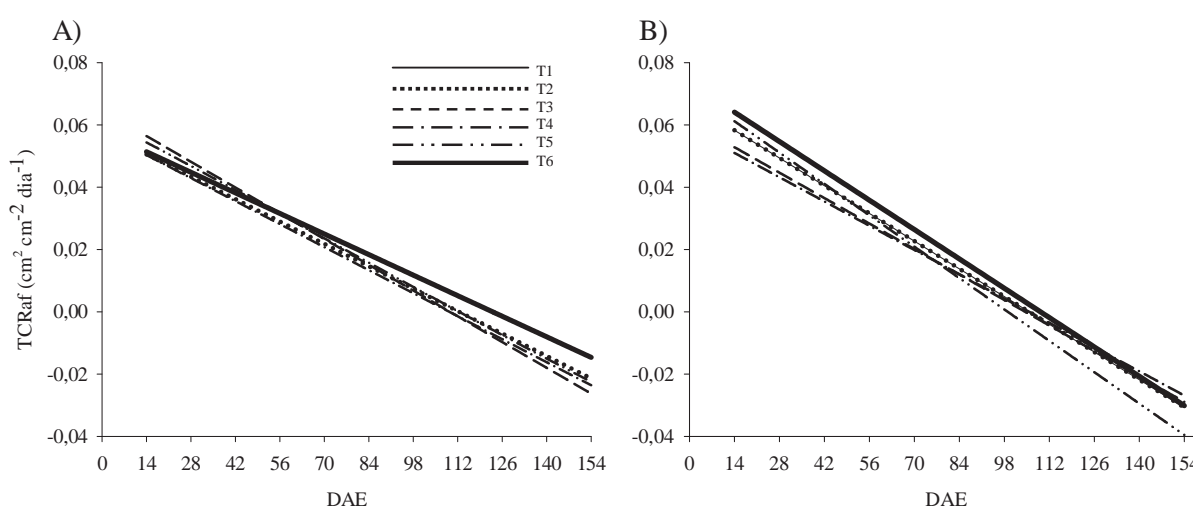 A)
0,08
0,06
0,04
0,02
0,00
-0,02
-0,04
TCRaf (cm² cm⁻² dia⁻¹)
T1
T2
T3
T4
T5
T6
0 14 28 42 56 70 84 98 112 126 140 154
DAE
B)
0,08
0,06
0,04
0,02
0,00
-0,02
-0,04
0 14 28 42 56 70 84 98 112 126 140 154
DAE